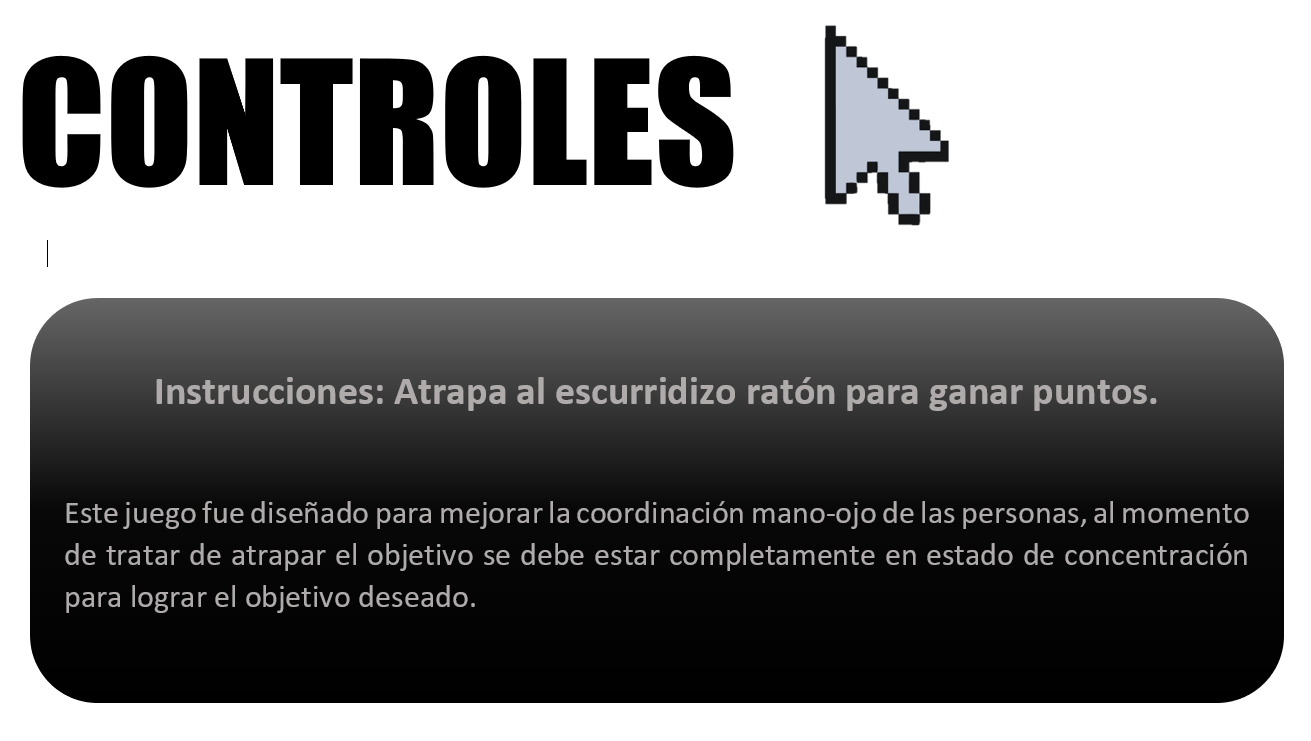 CONTROLES
Instrucciones: Atrapa al escurridizo ratón para ganar puntos.
Este juego fue diseñado para mejorar la coordinación mano-ojo de las personas, al momento
de tratar de atrapar el objetivo se debe estar completamente en estado de concentración
para lograr el objetivo deseado.